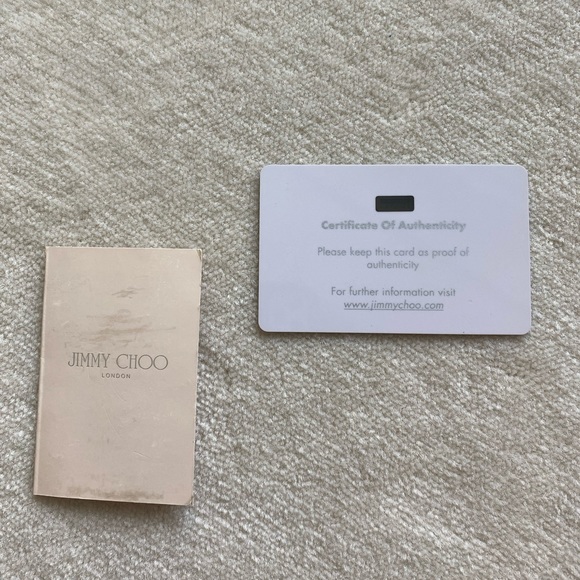 JIMMY CHOO
LONDON
Certificate Of Authenticity
Please keep this card as proof of
authenticity
For further information visit
www.jimmychoo.com